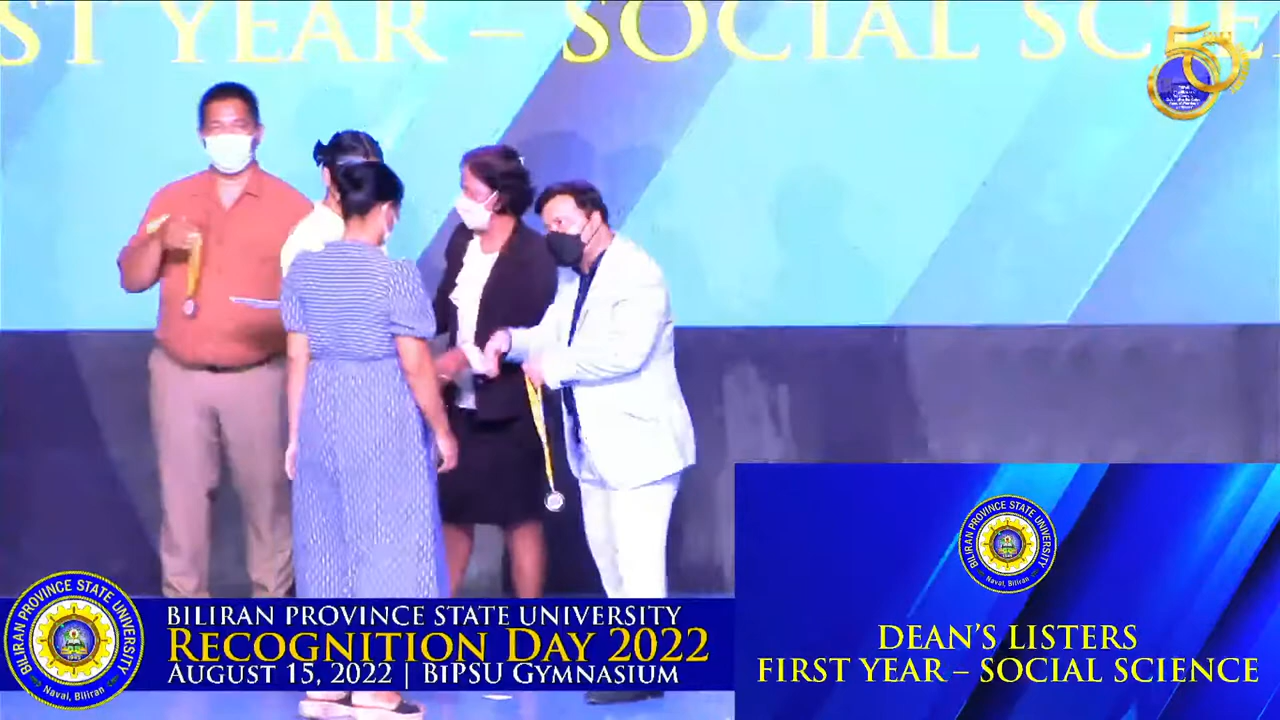 ST YEAR – SOCIAL SCIE
50
BILIRAN PROVINCE STATE UNIVERSITY
Naval, Biliran
DEAN'S LISTERS
FIRST YEAR – SOCIAL SCIENCE
BILIRAN PROVINCE STATE UNIVERSITY
Naval, Biliran
BILIRAN PROVINCE STATE UNIVERSITY
RECOGNITION DAY 2022
AUGUST 15, 2022 | BIPSU GYMNASIUM